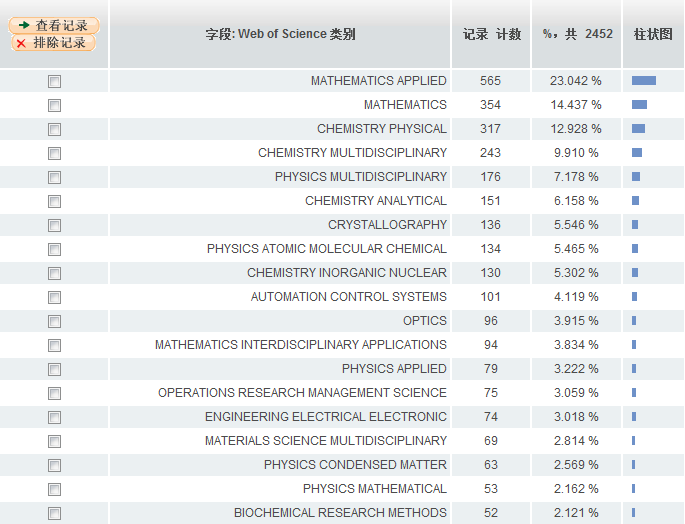 查看记录
排除记录
字段: Web of Science 类别 记录 计数 %，共 2452 柱状图
MATHEMATICS APPLIED 565 23.042 %
MATHEMATICS 354 14.437 %
CHEMISTRY PHYSICAL 317 12.928 %
CHEMISTRY MULTIDISCIPLINARY 243 9.910 %
PHYSICS MULTIDISCIPLINARY 176 7.178 %
CHEMISTRY ANALYTICAL 151 6.158 %
CRYSTALLOGRAPHY 136 5.546 %
PHYSICS ATOMIC MOLECULAR CHEMICAL 134 5.465 %
CHEMISTRY INORGANIC NUCLEAR 130 5.302 %
AUTOMATION CONTROL SYSTEMS 101 4.119 %
OPTICS 96 3.915 %
MATHEMATICS INTERDISCIPLINARY APPLICATIONS 94 3.834 %
PHYSICS APPLIED 79 3.222 %
OPERATIONS RESEARCH MANAGEMENT SCIENCE 75 3.059 %
ENGINEERING ELECTRICAL ELECTRONIC 74 3.018 %
MATERIALS SCIENCE MULTIDISCIPLINARY 69 2.814 %
PHYSICS CONDENSED MATTER 63 2.569 %
PHYSICS MATHEMATICAL 53 2.162 %
BIOCHEMICAL RESEARCH METHODS 52 2.121 %